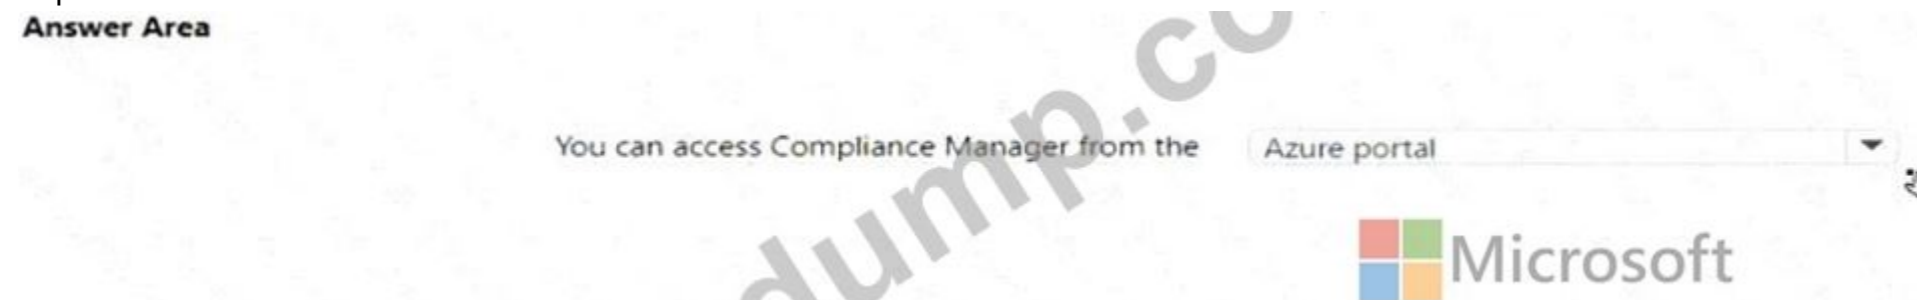 Answer Area
dump.co
You can access Compliance Manager from the Azure portal
Microsoft